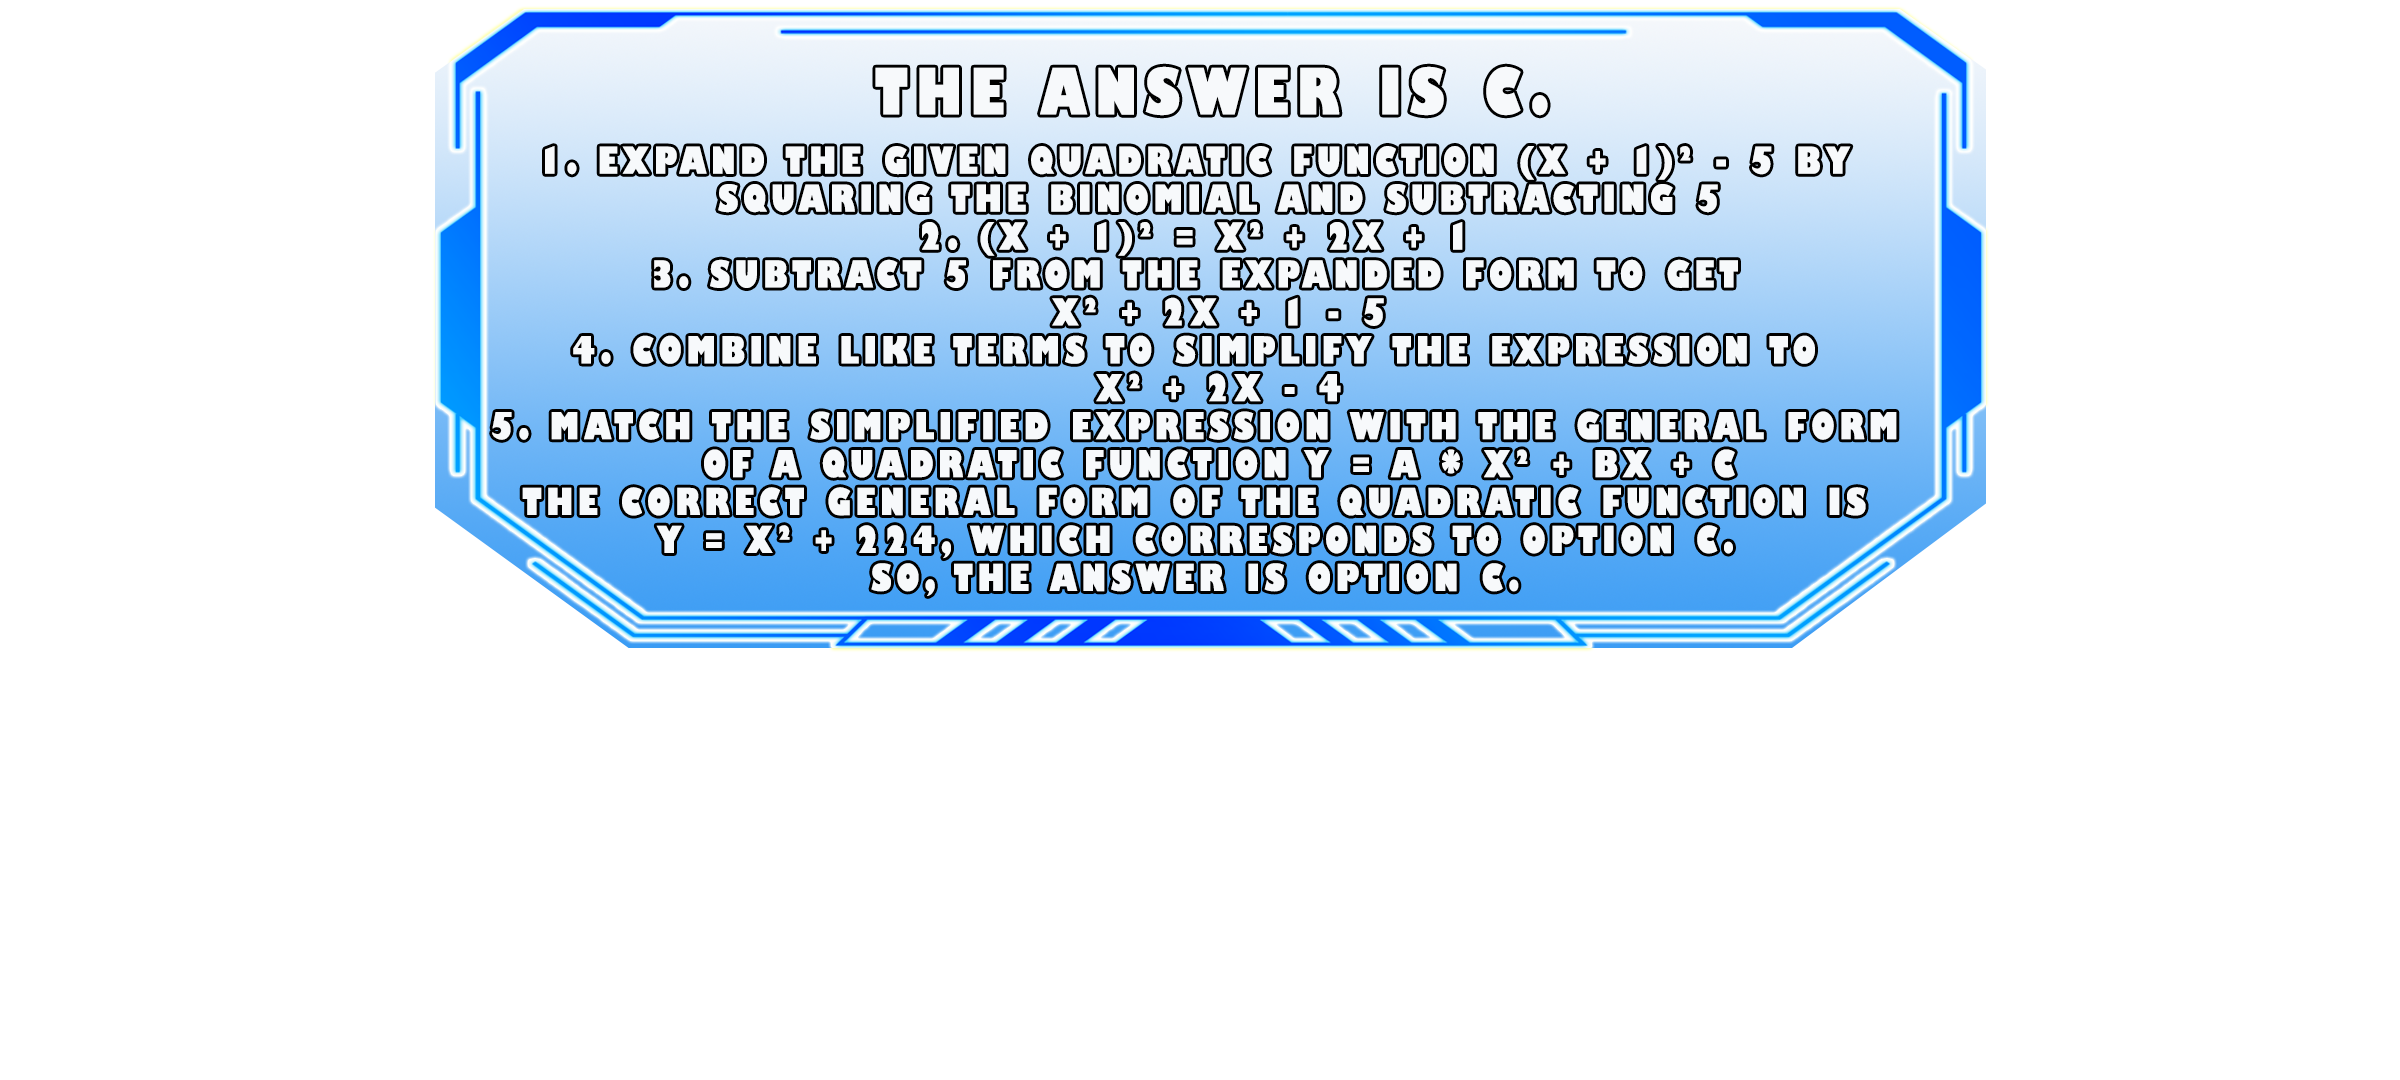 THE ANSWER IS C.
1. EXPAND THE GIVEN QUADRATIC FUNCTION (X + 1)² - 5 BY
SQUARING THE BINOMIAL AND SUBTRACTING 5
2. (X + 1)² = X² + 2X + 1
3. SUBTRACT 5 FROM THE EXPANDED FORM TO GET
X² + 2X + 1 - 5
4. COMBINE LIKE TERMS TO SIMPLIFY THE EXPRESSION TO
X² + 2X - 4
5. MATCH THE SIMPLIFIED EXPRESSION WITH THE GENERAL FORM
OF A QUADRATIC FUNCTION Y = A * X² + BX + C
THE CORRECT GENERAL FORM OF THE QUADRATIC FUNCTION IS
Y = X² + 224, WHICH CORRESPONDS TO OPTION C.
SO, THE ANSWER IS OPTION C.